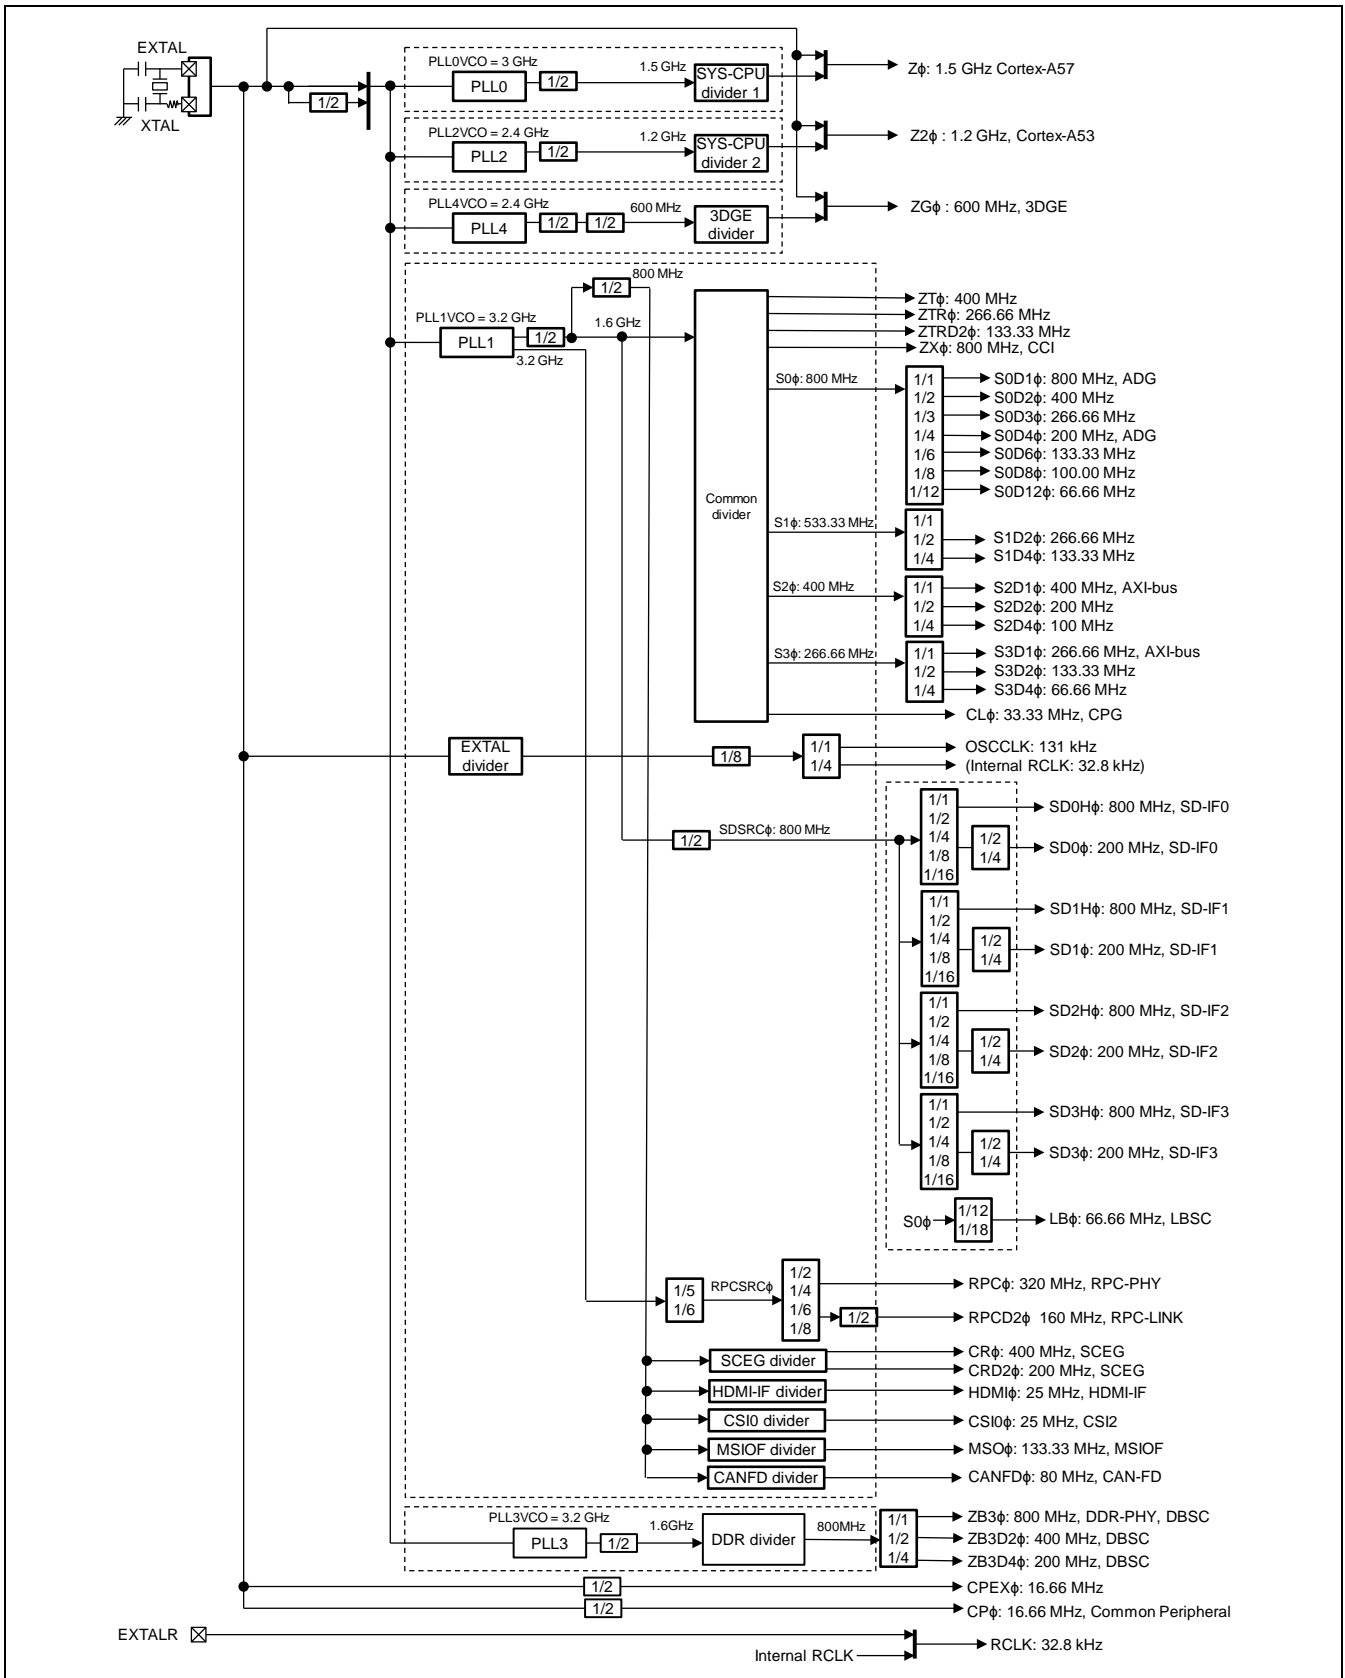 EXTAL
XTAL
1/2
PLL0VCO = 3 GHz
PLL0
1/2
1.5 GHz
SYS-CPU
divider 1
Zϕ: 1.5 GHz Cortex-A57
PLL2VCO = 2.4 GHz
PLL2
1/2
1.2 GHz
SYS-CPU
divider 2
Z2ϕ : 1.2 GHz, Cortex-A53
PLL4VCO = 2.4 GHz
PLL4
1/2
1/2
600 MHz
3DGE
divider
ZGϕ : 600 MHz, 3DGE
800 MHz
1/2
PLL1VCO = 3.2 GHz
PLL1
1/2
1.6 GHz
3.2 GHz
Common
divider
ZTϕ: 400 MHz
ZTRϕ: 266.66 MHz
ZTRD2ϕ: 133.33 MHz
ZXϕ: 800 MHz, CCI
S0ϕ: 800 MHz
1/1
1/2
1/3
1/4
1/6
1/8
1/12
S0D1ϕ: 800 MHz, ADG
S0D2ϕ: 400 MHz
S0D3ϕ: 266.66 MHz
S0D4ϕ: 200 MHz, ADG
S0D6ϕ: 133.33 MHz
S0D8ϕ: 100.00 MHz
S0D12ϕ: 66.66 MHz
S1ϕ: 533.33 MHz
1/1
1/2
1/4
S1D2ϕ: 266.66 MHz
S1D4ϕ: 133.33 MHz
S2ϕ: 400 MHz
1/1
1/2
1/4
S2D1ϕ: 400 MHz, AXI-bus
S2D2ϕ: 200 MHz
S2D4ϕ: 100 MHz
S3ϕ: 266.66 MHz
1/1
1/2
1/4
S3D1ϕ: 266.66 MHz, AXI-bus
S3D2ϕ: 133.33 MHz
S3D4ϕ: 66.66 MHz
CLϕ: 33.33 MHz, CPG
EXTAL
divider
1/8
1/1
1/4
OSCCLK: 131 kHz
(Internal RCLK: 32.8 kHz)
1/2
SDSRCϕ: 800 MHz
1/1
1/2
1/4
1/8
1/16
1/2
1/4
SD0Hϕ: 800 MHz, SD-IF0
SD0ϕ: 200 MHz, SD-IF0
1/1
1/2
1/4
1/8
1/16
1/2
1/4
SD1Hϕ: 800 MHz, SD-IF1
SD1ϕ: 200 MHz, SD-IF1
1/1
1/2
1/4
1/8
1/16
1/2
1/4
SD2Hϕ: 800 MHz, SD-IF2
SD2ϕ: 200 MHz, SD-IF2
1/1
1/2
1/4
1/8
1/16
1/2
1/4
SD3Hϕ: 800 MHz, SD-IF3
SD3ϕ: 200 MHz, SD-IF3
S0ϕ
1/12
1/18
LBϕ: 66.66 MHz, LBSC
1/5
1/6
RPCSRCϕ
1/2
1/4
1/6
1/8
1/2
RPCϕ: 320 MHz, RPC-PHY
RPCD2ϕ 160 MHz, RPC-LINK
SCEG divider
CRϕ: 400 MHz, SCEG
CRD2ϕ: 200 MHz, SCEG
HDMI-IF divider
HDMIϕ: 25 MHz, HDMI-IF
CSI0 divider
CSI0ϕ: 25 MHz, CSI2
MSIOF divider
MSOϕ: 133.33 MHz, MSIOF
CANFD divider
CANFDϕ: 80 MHz, CAN-FD
PLL3VCO = 3.2 GHz
PLL3
1/2
1.6GHz
DDR divider
800MHz
1/1
1/2
1/4
ZB3ϕ: 800 MHz, DDR-PHY, DBSC
ZB3D2ϕ: 400 MHz, DBSC
ZB3D4ϕ: 200 MHz, DBSC
1/2
CPEXϕ: 16.66 MHz
1/2
CPϕ: 16.66 MHz, Common Peripheral
EXTALR
Internal RCLK
RCLK: 32.8 kHz